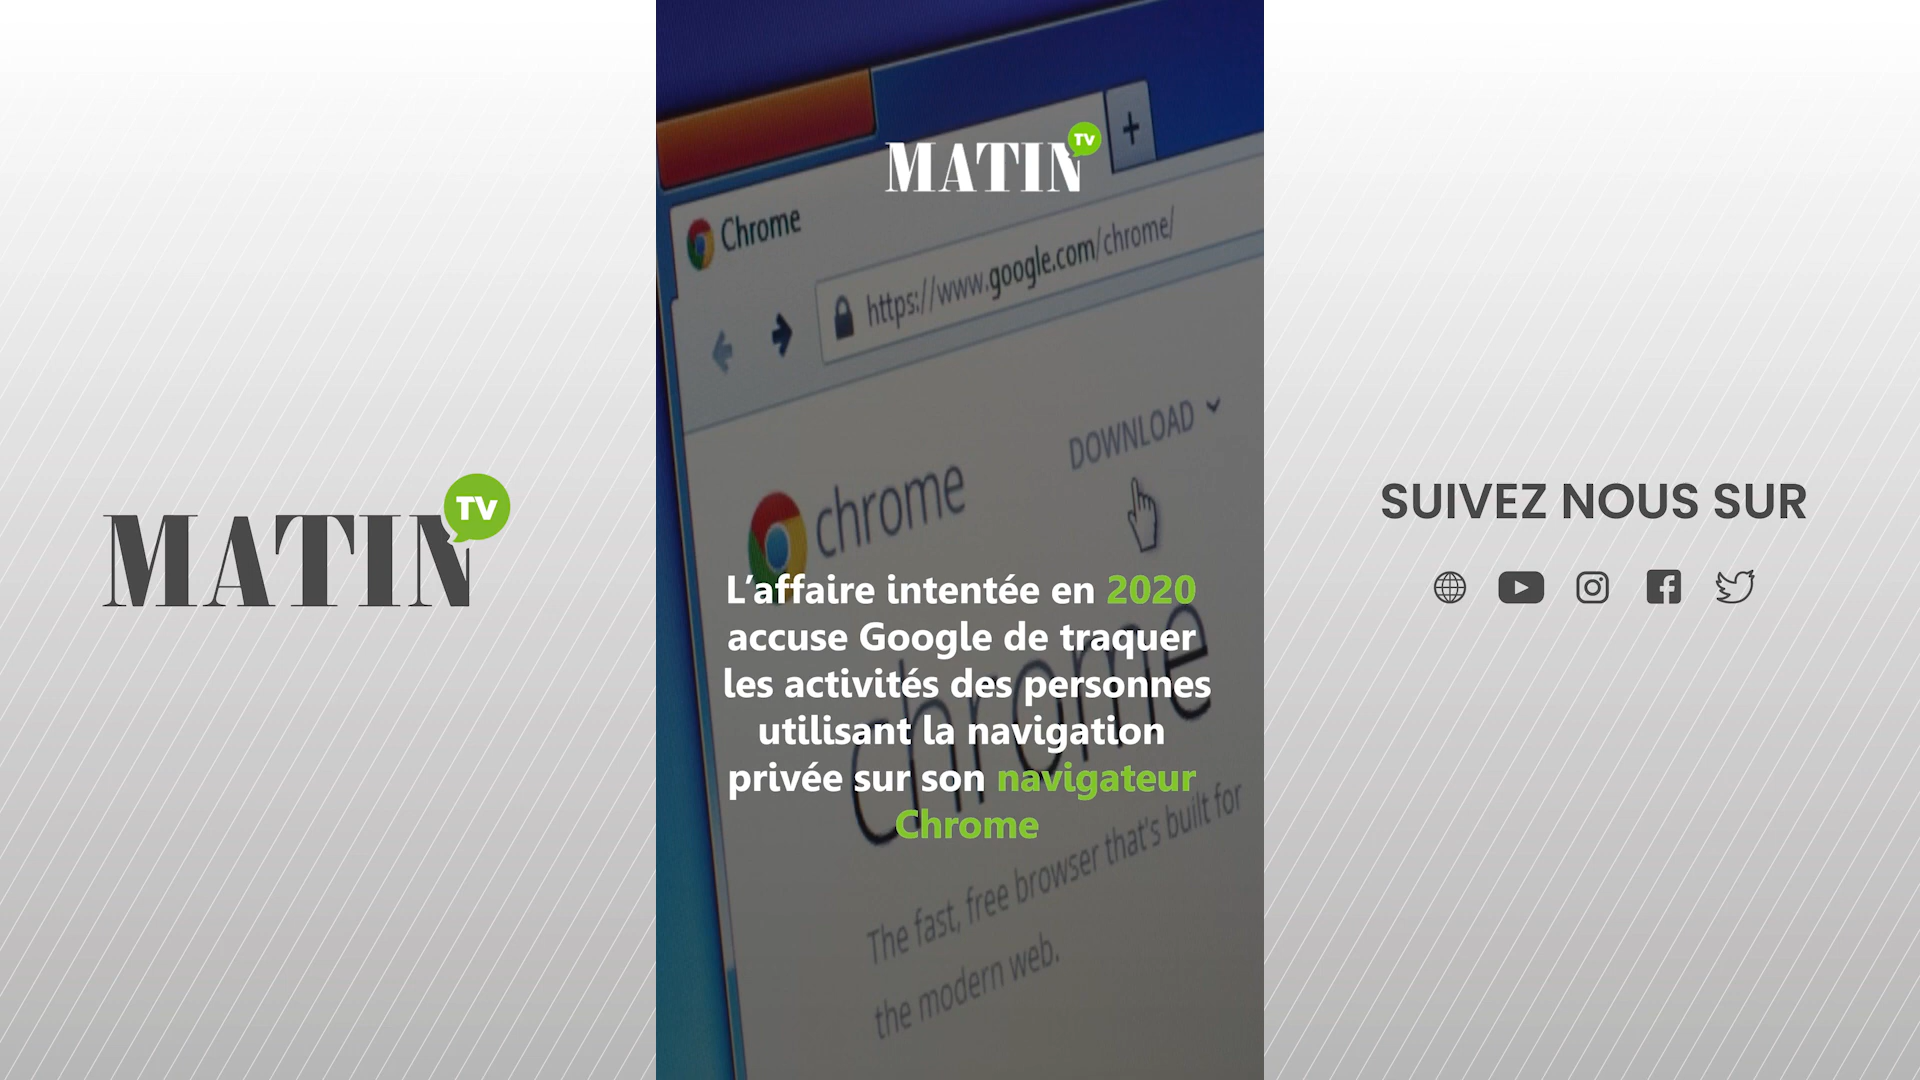 MATIN TV
MATIN TV
+
Chrome
https://www.google.com/chrome/
DOWNLOAD
chrome
L'affaire intentée en 2020
accuse Google de traquer
les activités des personnes
utilisant la navigation
privée sur son navigateur
Chrome
chrome
The fast, free browser that's built for
the modern web.
SUIVEZ NOUS SUR